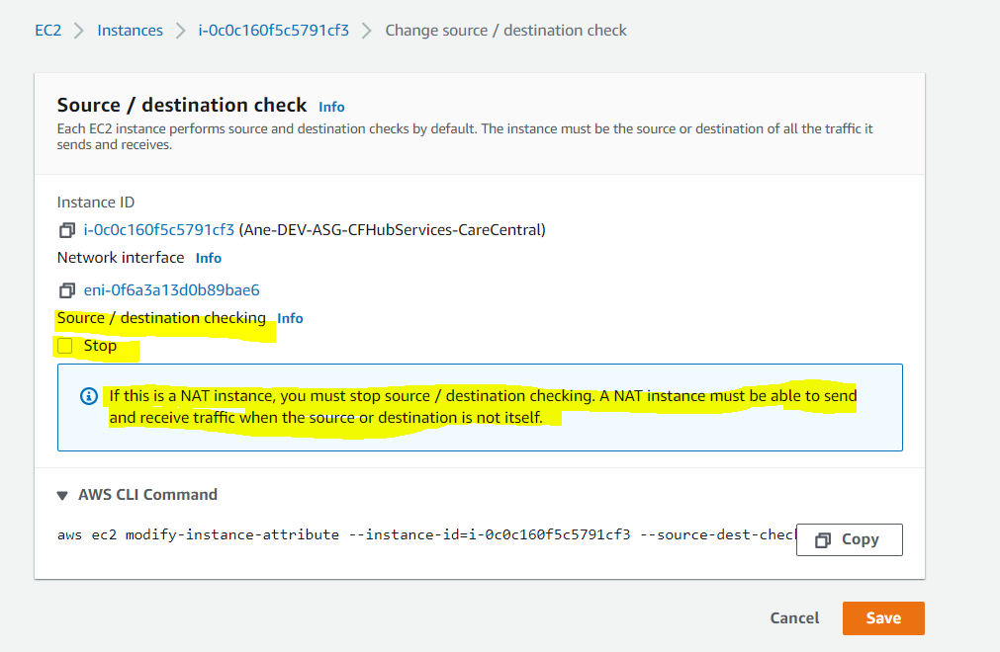 EC2 > Instances > i-0c0c160f5c5791cf3 > Change source / destination check
Source / destination check Info
Each EC2 instance performs source and destination checks by default. The instance must be the source or destination of all the traffic it
sends and receives.
Instance ID
i-0c0c160f5c5791cf3 (Ane-DEV-ASG-CFHubServices-CareCentral)
Network interface Info
eni-0f6a3a13d0b89bae6
Source / destination checking Info
Stop
If this is a NAT instance, you must stop source / destination checking. A NAT instance must be able to send
and receive traffic when the source or destination is not itself.
AWS CLI Command
aws ec2 modify-instance-attribute --instance-id=i-0c0c160f5c5791cf3 --source-dest-chec
Copy
Cancel Save